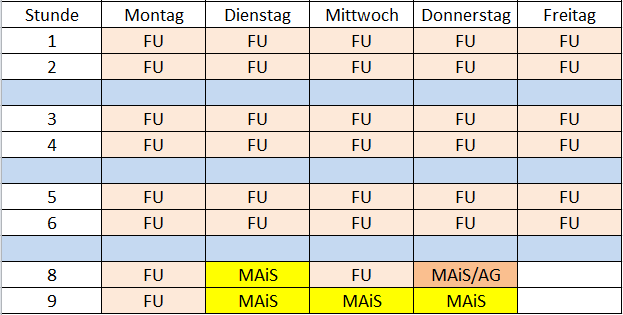 Stunde Montag Dienstag Mittwoch Donnerstag Freitag
1 FU FU FU FU FU
2 FU FU FU FU FU
3 FU FU FU FU FU
4 FU FU FU FU FU
5 FU FU FU FU FU
6 FU FU FU FU FU
8 FU MAiS FU MAiS/AG
9 FU MAiS MAiS MAiS